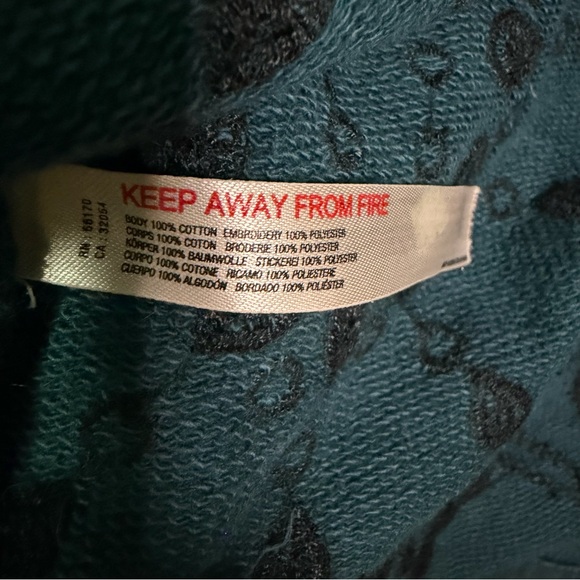 KEEP AWAY FROM FIRE
BODY 100% COTTON EMBROIDERY 100% POLYESTER
CORPS 100% COTON BRODERIE 100% POLYESTER
KÖRPER 100% BAUMWOLLE - STICKEREI 100% POLYESTER
CORPO 100% COTONE RICAMO 100% POLIESTERE
CUERPO 100% ALGODÓN BORDADO 100% POLIÉSTER
RN 66170
CA 32054